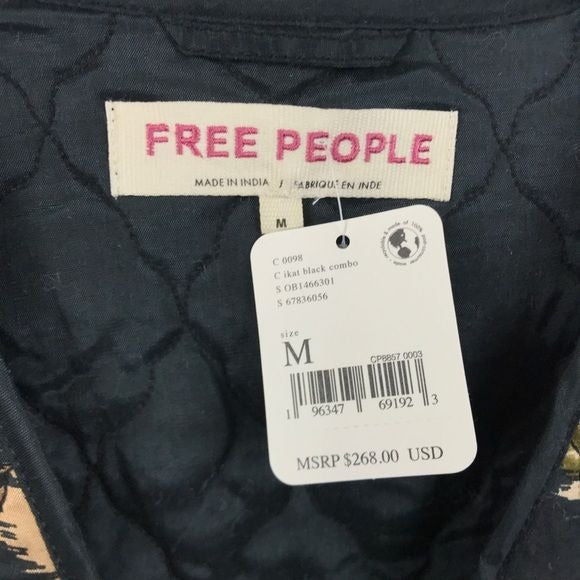 FREE PEOPLE
MADE IN INDIA / FABRIQUÉ EN INDE
M
C 0098
C ikat black combo
S OB1466301
S 67836056
size
M
CP8857 0003
1 96347 69192 3
MSRP $268.00 USD